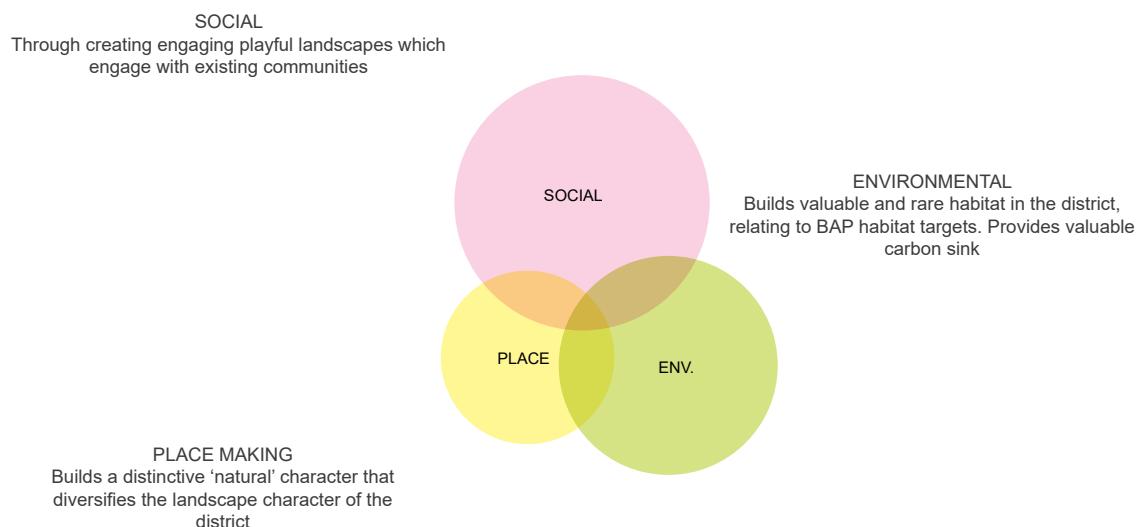 SOCIAL
Through creating engaging playful landscapes which
engage with existing communities
SOCIAL
ENVIRONMENTAL
Builds valuable and rare habitat in the district,
relating to BAP habitat targets. Provides valuable
carbon sink
PLACE
ENV.
PLACE MAKING
Builds a distinctive ‘natural’ character that
diversifies the landscape character of the
district